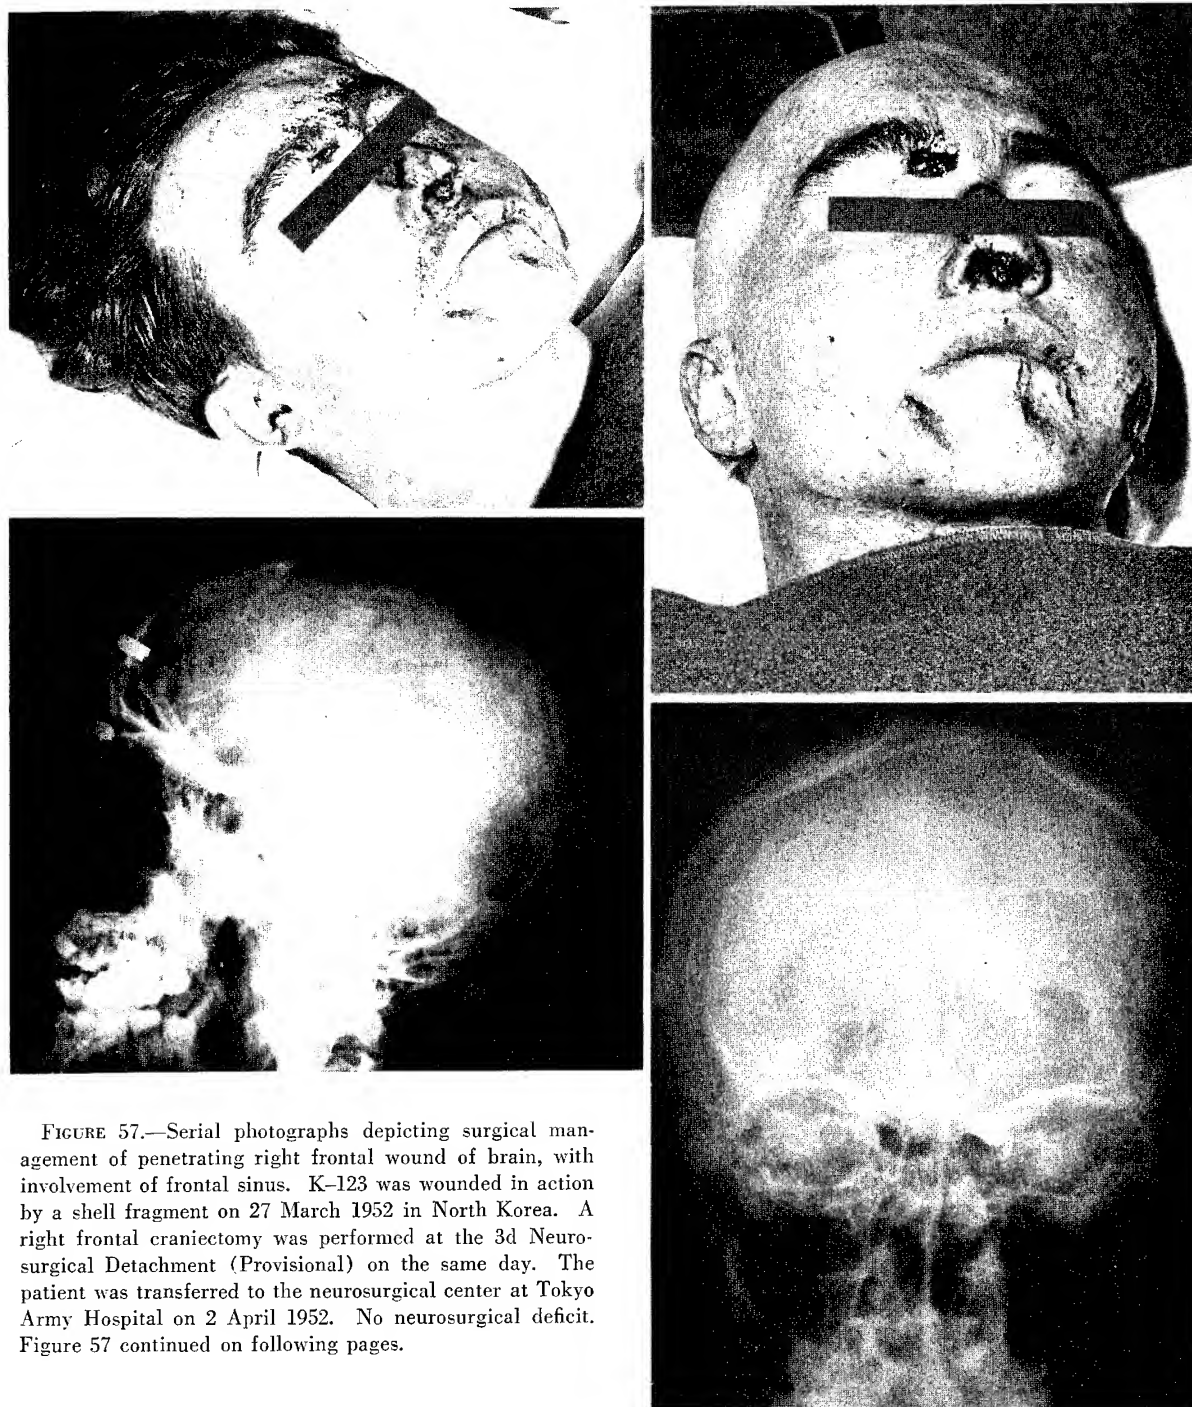 FIGURE 57.—Serial photographs depicting surgical man-
agement of penetrating right frontal wound of brain, with
involvement of frontal sinus. K–123 was wounded in action
by a shell fragment on 27 March 1952 in North Korea. A
right frontal craniectomy was performed at the 3d Neuro-
surgical Detachment (Provisional) on the same day. The
patient was transferred to the neurosurgical center at Tokyo
Army Hospital on 2 April 1952. No neurosurgical deficit.
Figure 57 continued on following pages.